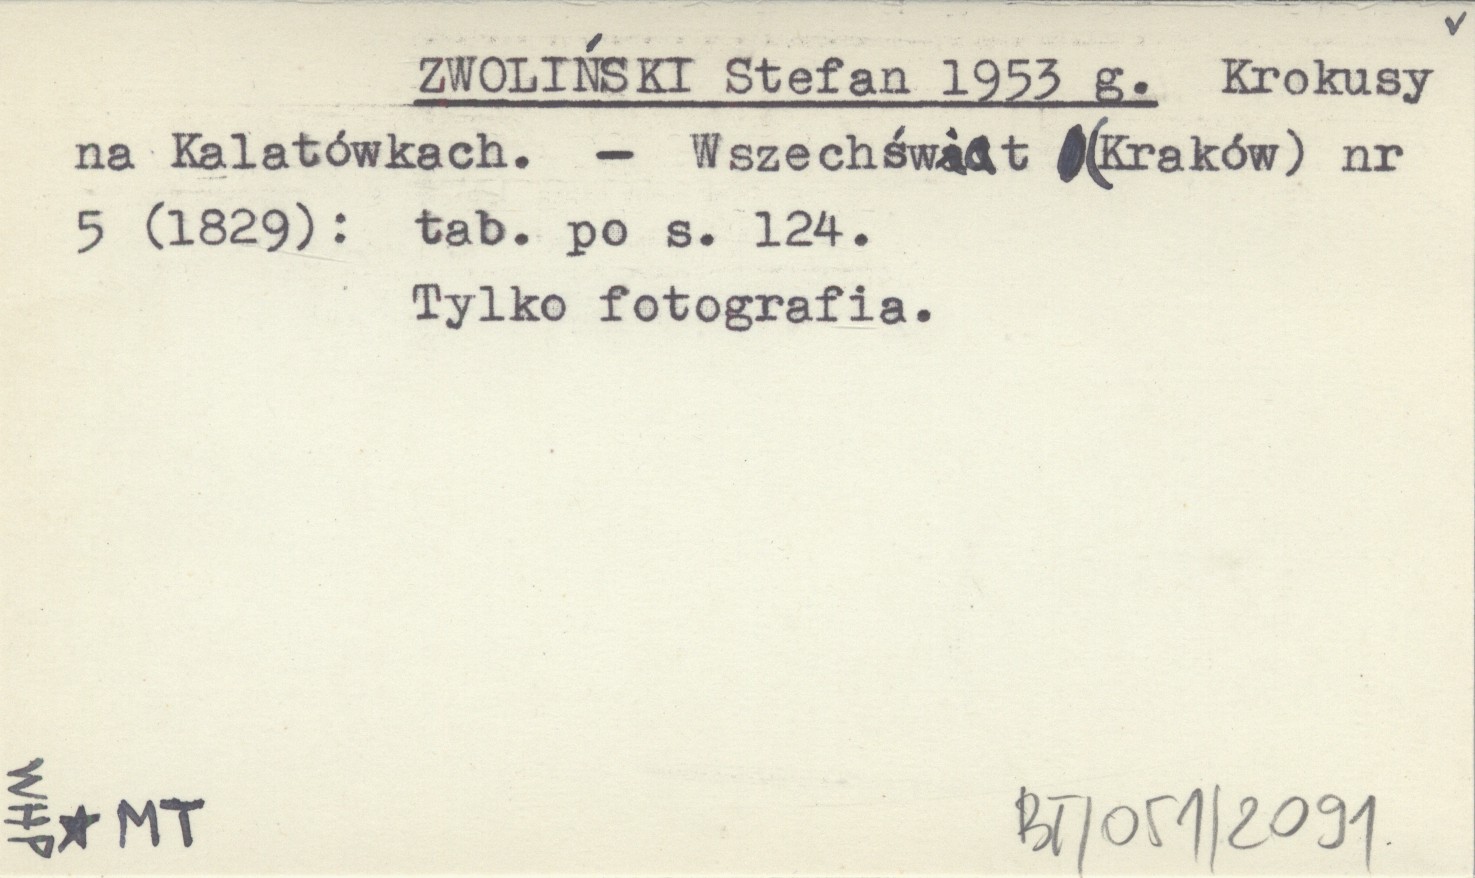 v
ZWOLIŃSKI Stefan 1953 g. Krokusy
na Kalatówkach. – Wszechświat (Kraków) nr
5 (1829): tab. po s. 124.
Tylko fotografia.
WHP ★ MT
BT/051/2091.